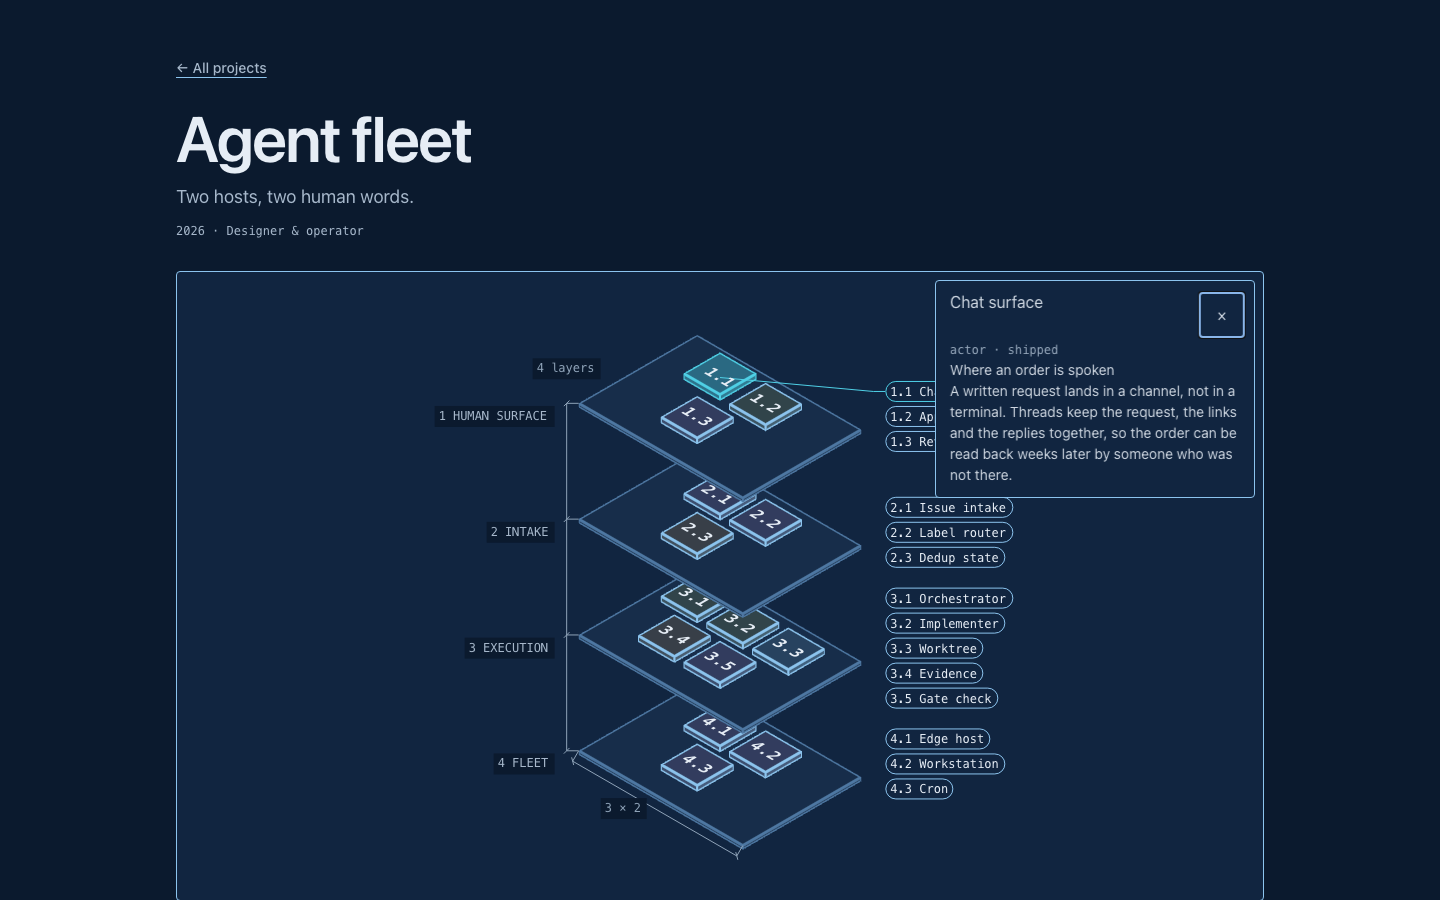 ← All projects
Agent fleet
Two hosts, two human words.
2026 · Designer & operator
Chat surface
×
actor · shipped
Where an order is spoken
A written request lands in a channel, not in a
terminal. Threads keep the request, the links
and the replies together, so the order can be
read back weeks later by someone who was
not there.
4 layers
1 HUMAN SURFACE
1.1
1.2
1.3
1.1 Ch
1.2 Ap
1.3 Re
2 INTAKE
2.1
2.2
2.3
2.1 Issue intake
2.2 Label router
2.3 Dedup state
3 EXECUTION
3.1
3.2
3.3
3.4
3.5
3.1 Orchestrator
3.2 Implementer
3.3 Worktree
3.4 Evidence
3.5 Gate check
4 FLEET
4.1
4.2
4.3
4.1 Edge host
4.2 Workstation
4.3 Cron
3 × 2